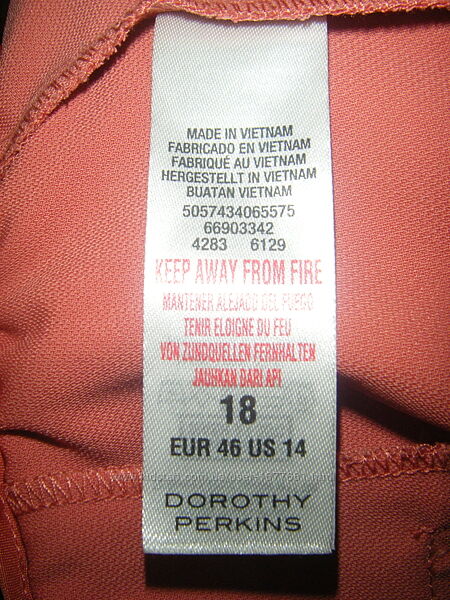 MADE IN VIETNAM
FABRICADO EN VIETNAM
FABRIQUÉ AU VIETNAM
HERGESTELLT IN VIETNAM
BUATAN VIETNAM
5057434065575
66903342
4283 6129
KEEP AWAY FROM FIRE
MANTENER ALEJADO DEL FUEGO
TENIR ELOIGNE DU FEU
VON ZUNDQUELLEN FERNHALTEN
JAUHKAN DARI API
18
EUR 46 US 14
DOROTHY
PERKINS